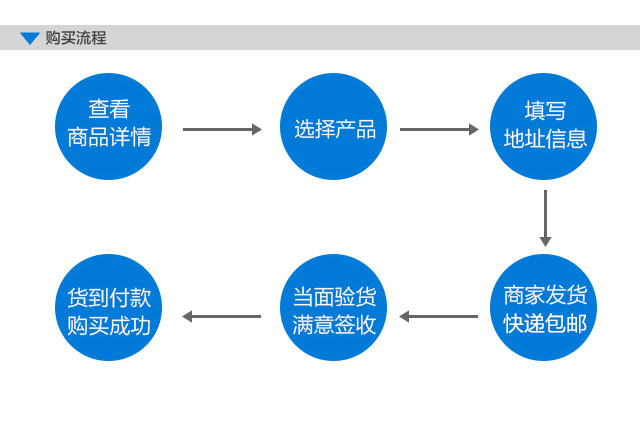 购买流程
查看
商品详情
选择产品
填写
地址信息
商家发货
快递包邮
当面验货
满意签收
货到付款
购买成功